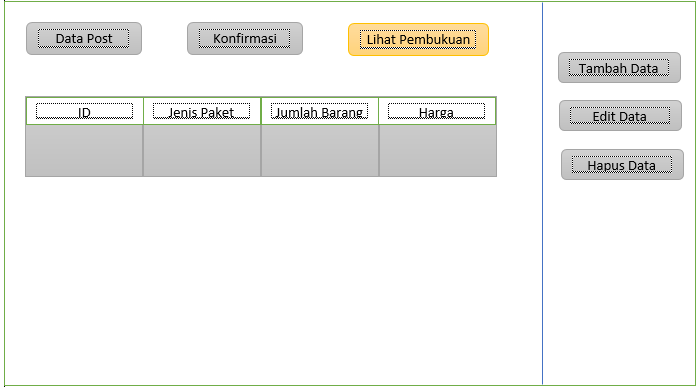 Data Post
Konfirmasi
Lihat Pembukuan
Tambah Data
ID
Jenis Paket
Jumlah Barang
Harga
Edit Data
Hapus Data